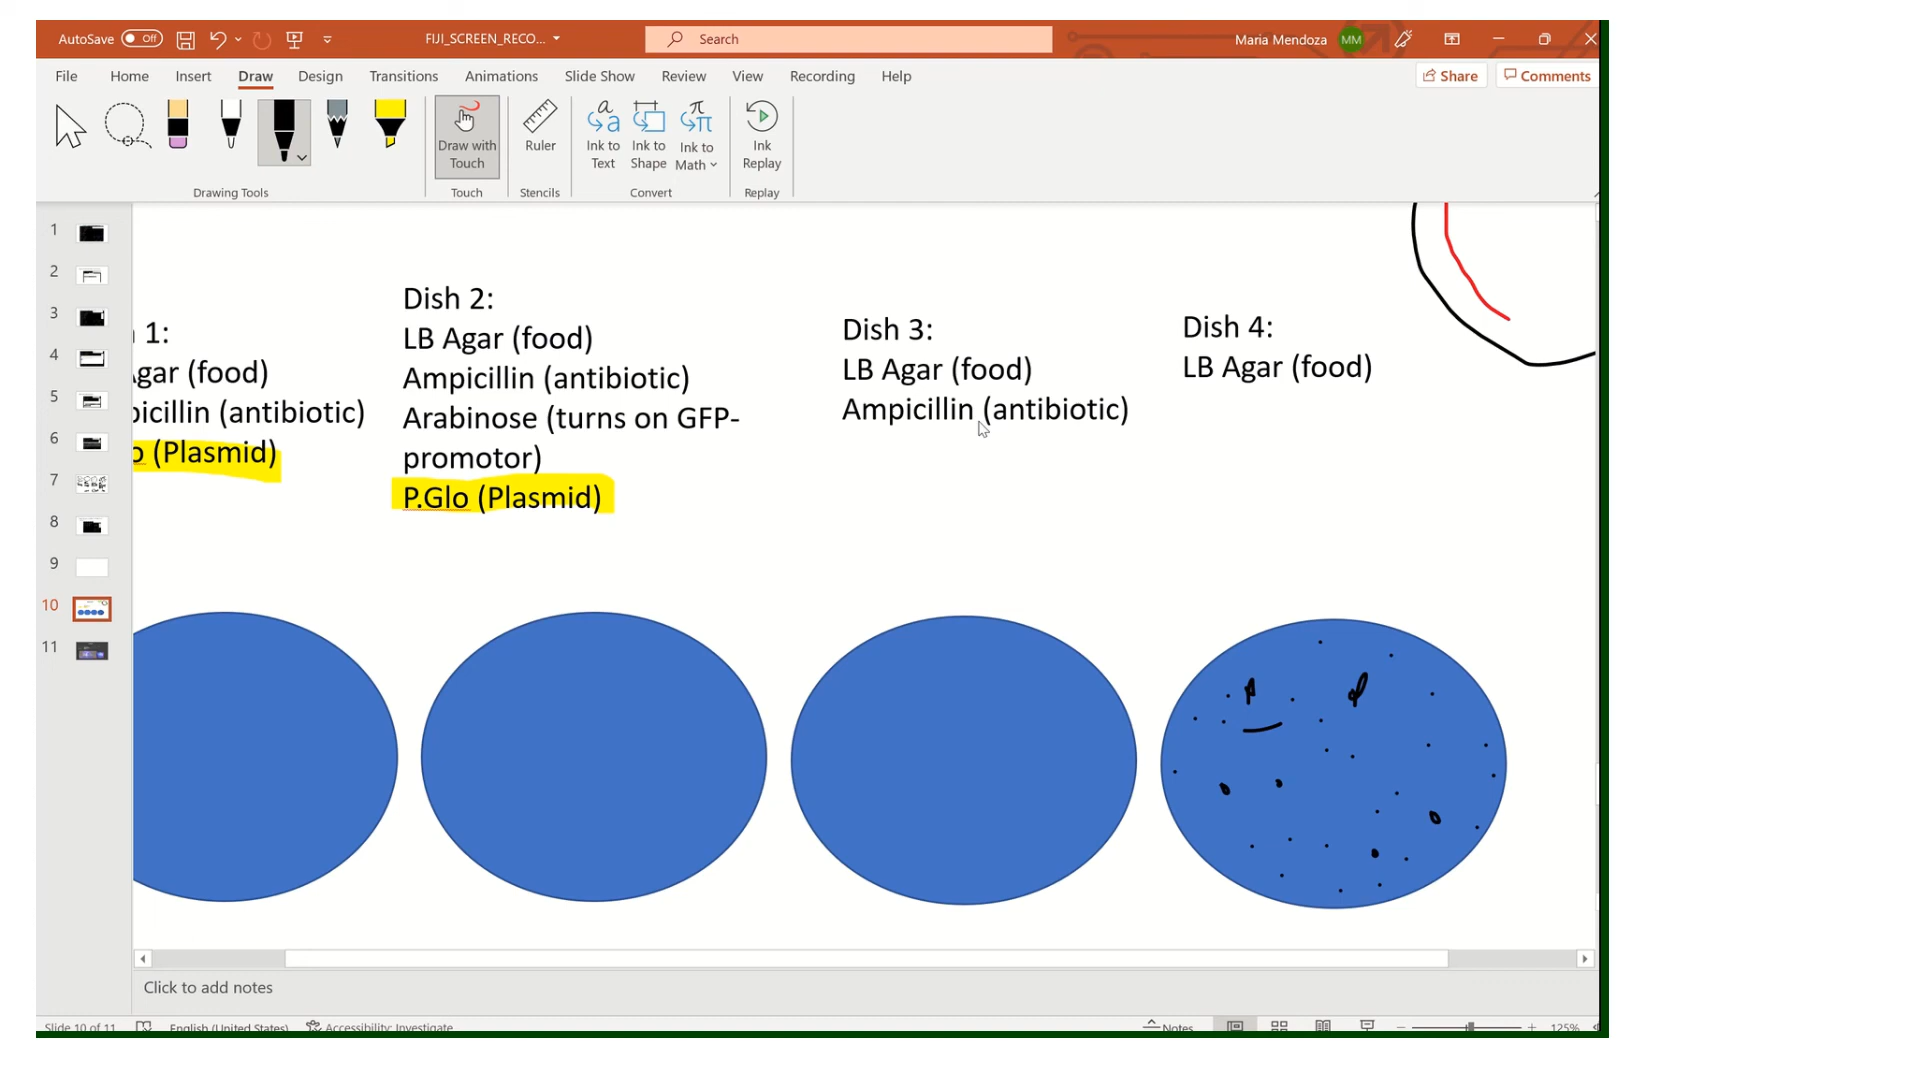 AutoSave Off
FIJI_SCREEN_RECO...
Search
Maria Mendoza MM
File Home Insert Draw Design Transitions Animations Slide Show Review View Recording Help
Share Comments
Draw with
Touch
Ruler
Ink to
Text
Ink to
Shape
Ink to
Math
Ink
Replay
Drawing Tools Touch Stencils Convert Replay
1
2
3
4
5
6
7
8
9
10
11
1:
gar (food)
picillin (antibiotic)
o (Plasmid)
Dish 2:
LB Agar (food)
Ampicillin (antibiotic)
Arabinose (turns on GFP-
promotor)
P.Glo (Plasmid)
Dish 3:
LB Agar (food)
Ampicillin (antibiotic)
Dish 4:
LB Agar (food)
Click to add notes
Slide 10 of 11 English (United States) Accessibility: Investigate Notes 125%